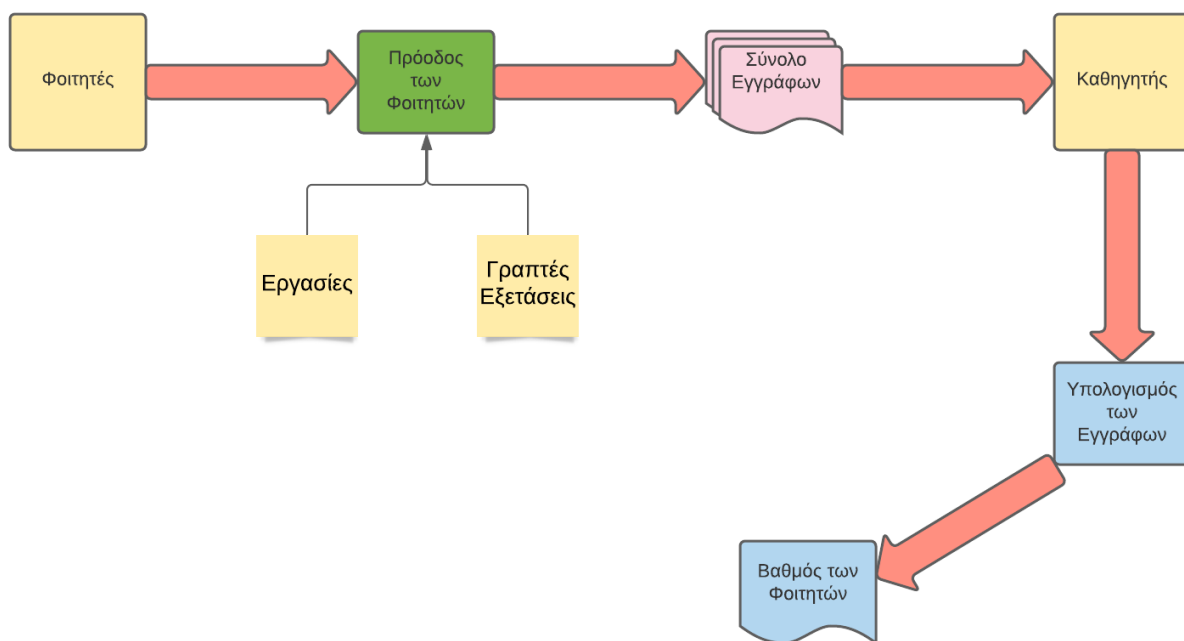 Φοιτητές
Πρόοδος
των
Φοιτητών
Σύνολο
Εγγράφων
Καθηγητής
Εργασίες
Γραπτές
Εξετάσεις
Υπολογισμός
των
Εγγράφων
Βαθμός των
Φοιτητών